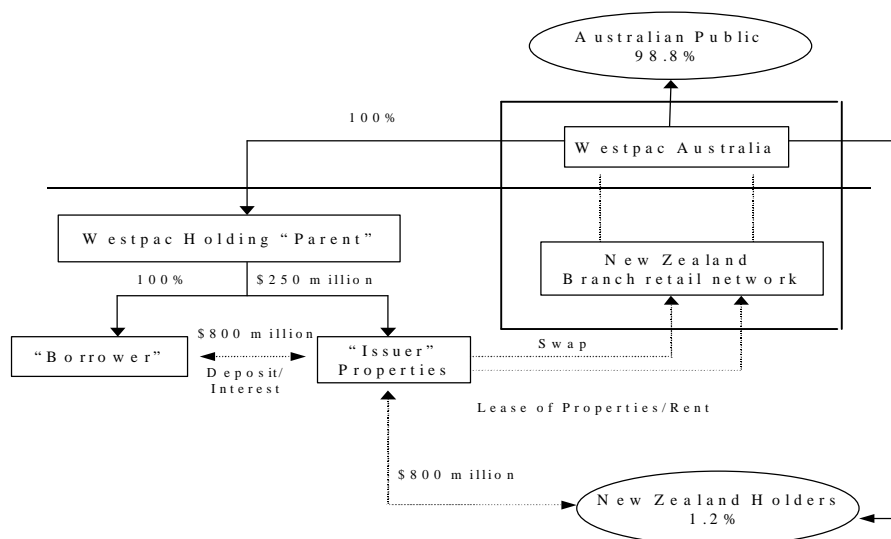 Australian Public
98.8%
100%
Westpac Australia
Westpac Holding “Parent”
New Zealand
Branch retail network
100%
$250 million
$800 million
“Borrower”
Deposit/
Interest
“Issuer”
Properties
Swap
Lease of Properties/Rent
$800 million
New Zealand Holders
1.2%